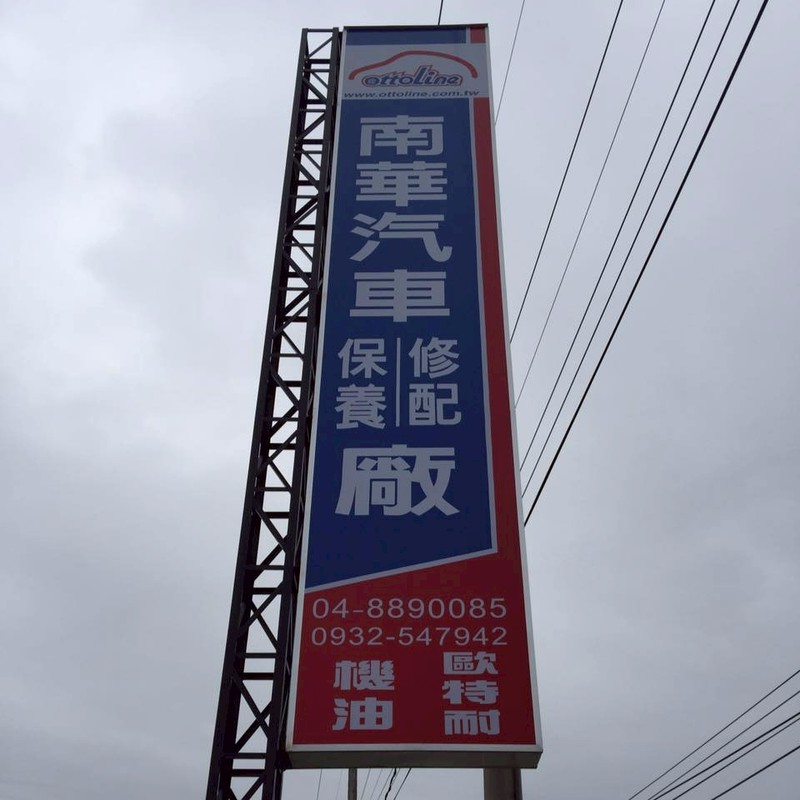 ottoLine
www.ottoline.com.tw
南華汽車
修配
保養
廠
04-8890085
0932-547942
歐特耐
機油